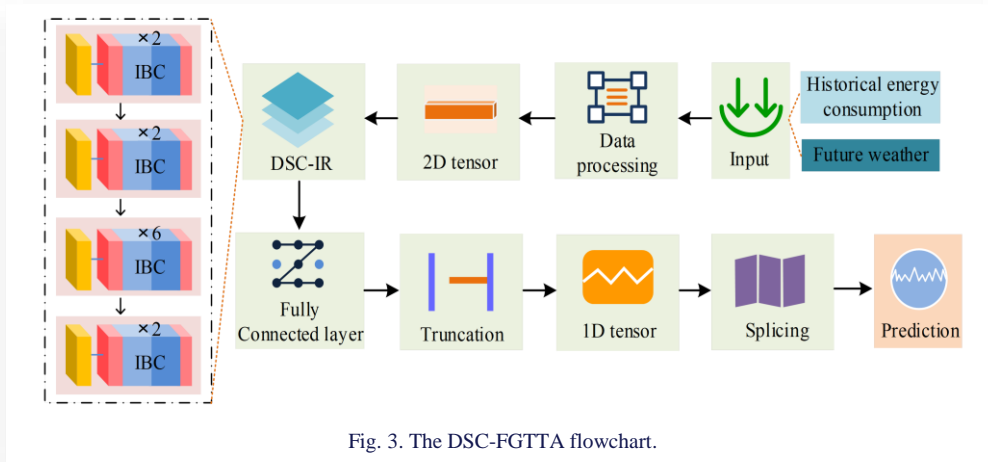 ×2
IBC
×2
IBC
×6
IBC
×2
IBC
DSC-IR
2D tensor
Data
processing
Input
Historical energy
consumption
Future weather
Fully
Connected layer
Truncation
1D tensor
Splicing
Prediction
Fig. 3. The DSC-FGTTA flowchart.